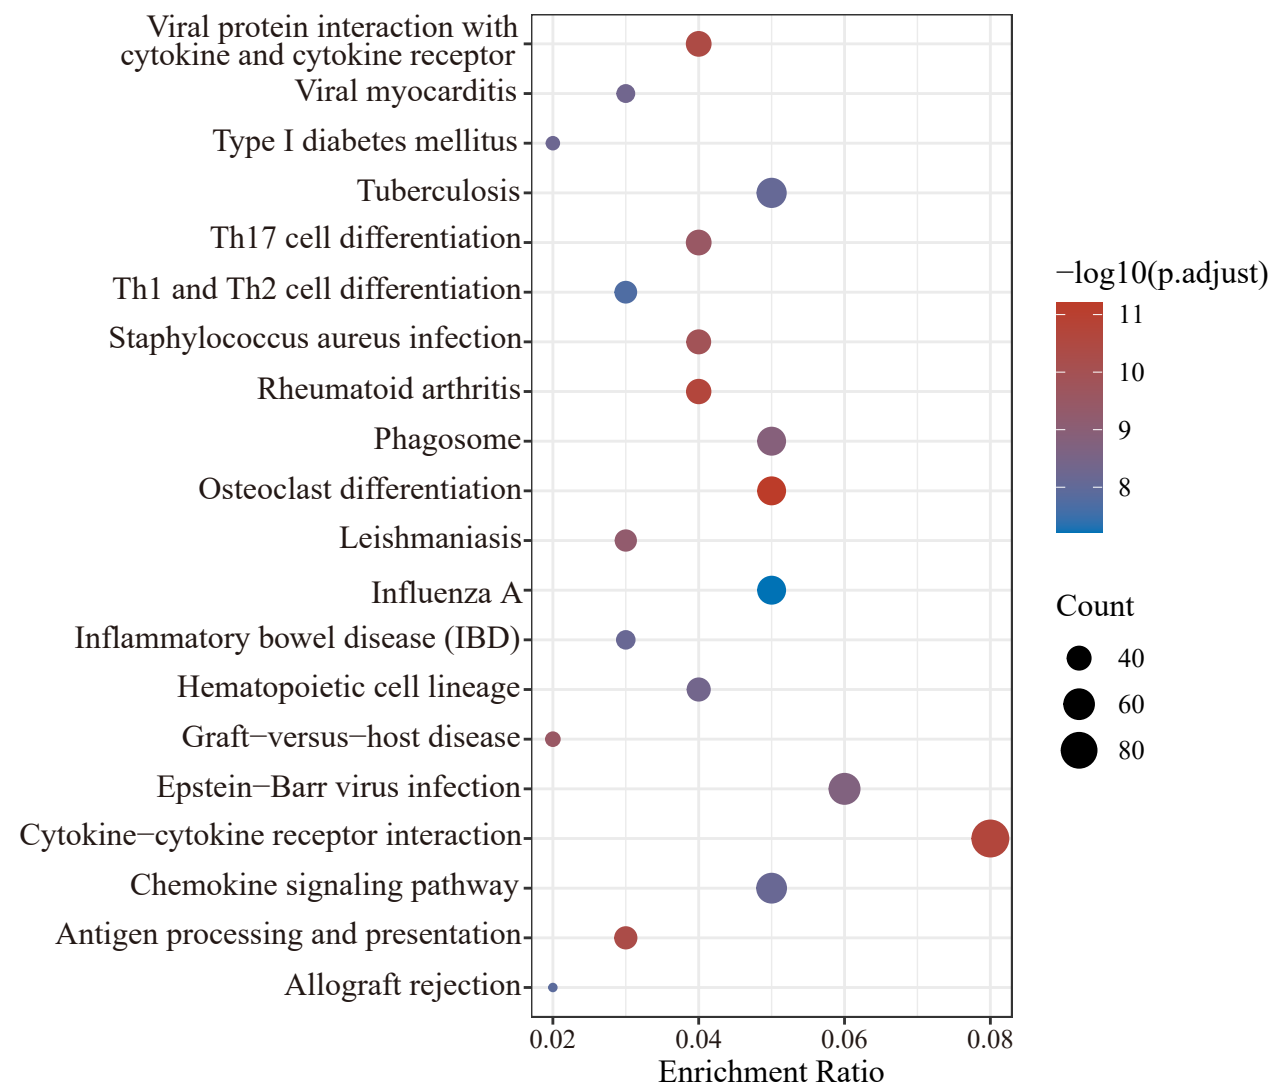 Viral protein interaction with
cytokine and cytokine receptor
Viral myocarditis
Type I diabetes mellitus
Tuberculosis
Th17 cell differentiation
Th1 and Th2 cell differentiation
Staphylococcus aureus infection
Rheumatoid arthritis
Phagosome
Osteoclast differentiation
Leishmaniasis
Influenza A
Inflammatory bowel disease (IBD)
Hematopoietic cell lineage
Graft−versus−host disease
Epstein−Barr virus infection
Cytokine−cytokine receptor interaction
Chemokine signaling pathway
Antigen processing and presentation
Allograft rejection
0.02 0.04 0.06 0.08
Enrichment Ratio
−log10(p.adjust)
11
10
9
8
Count
40
60
80